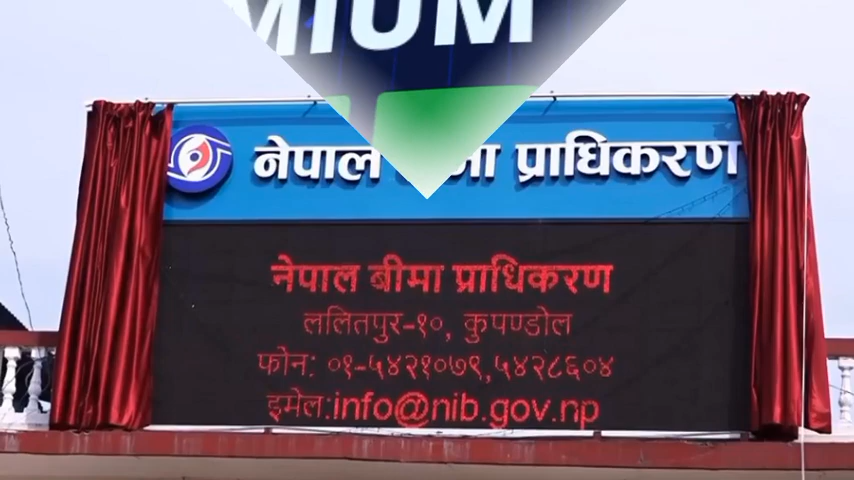 MIUM
नेपाल बीमा प्राधिकरण
नेपाल बीमा प्राधिकरण
ललितपुर-१०, कुपण्डोल
फोन: ०१-५४२१०७९,५४२८६०४
इमेल:info@nib.gov.np